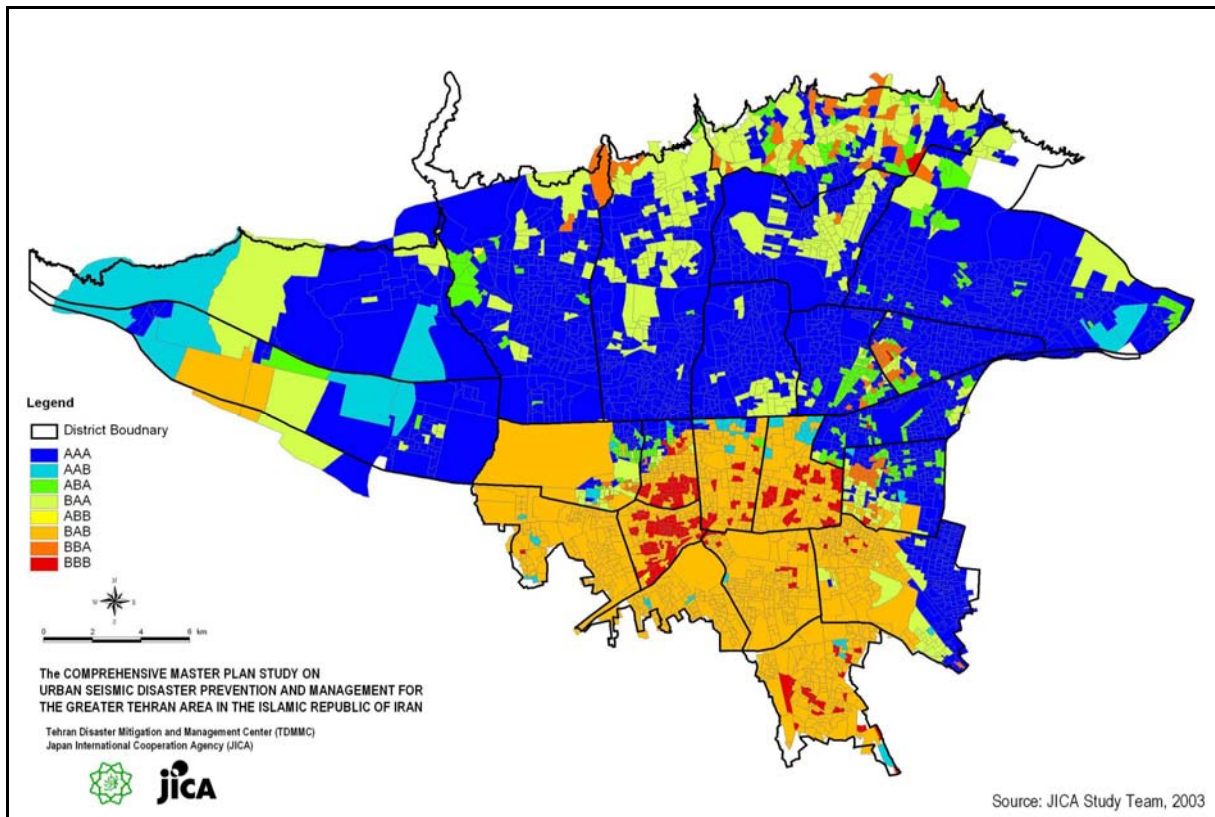 Legend
District Boudnary
AAA
AAB
ABA
BAA
ABB
BAB
BBA
BBB
N
W E
S
0 2 4 6 km
The COMPREHENSIVE MASTER PLAN STUDY ON
URBAN SEISMIC DISASTER PREVENTION AND MANAGEMENT FOR
THE GREATER TEHRAN AREA IN THE ISLAMIC REPUBLIC OF IRAN
Tehran Disaster Mitigation and Management Center (TDMMC)
Japan International Cooperation Agency (JICA)
jICA
Source: JICA Study Team, 2003